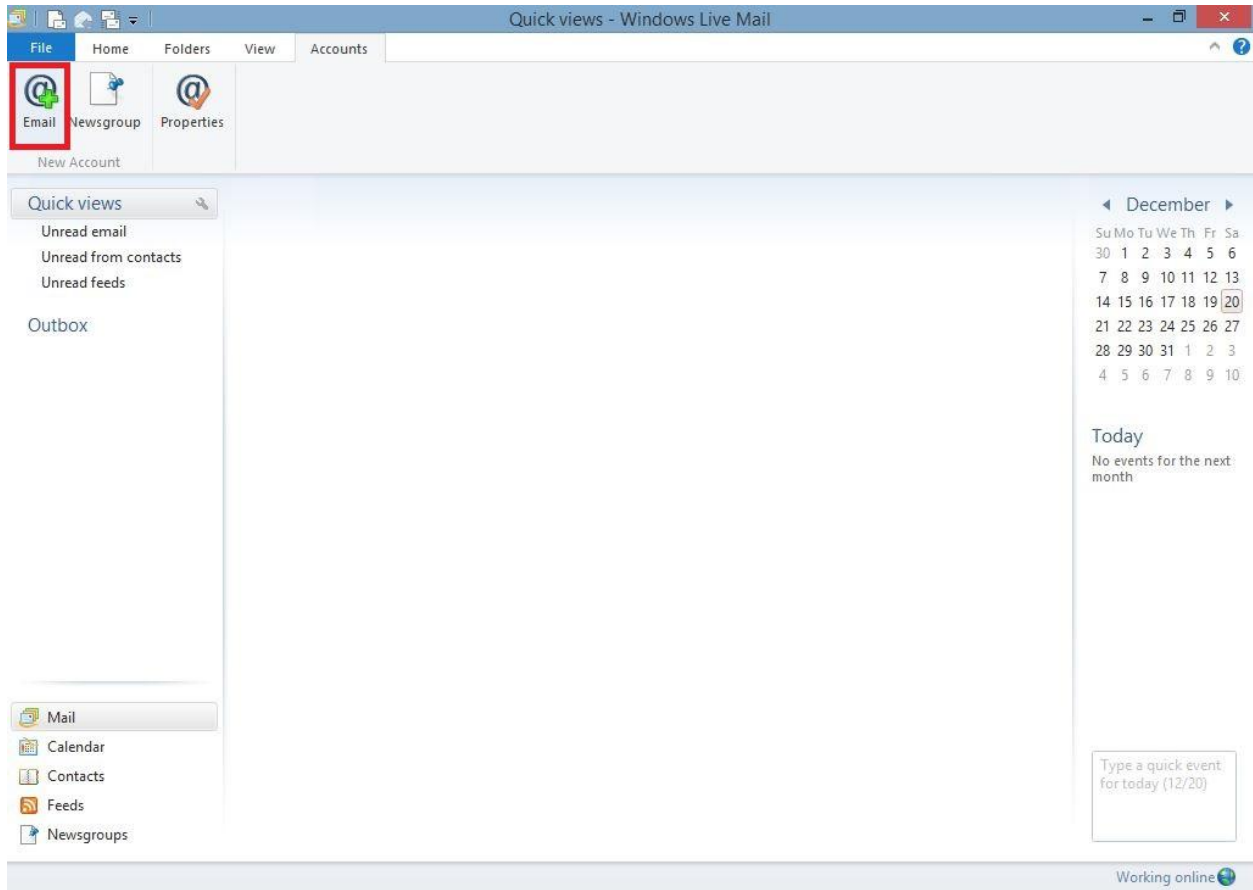 Quick views - Windows Live Mail
File Home Folders View Accounts
Email Newsgroup Properties
New Account
Quick views
Unread email
Unread from contacts
Unread feeds
Outbox
Mail
Calendar
Contacts
Feeds
Newsgroups
December
Su Mo Tu We Th Fr Sa
30 1 2 3 4 5 6
7 8 9 10 11 12 13
14 15 16 17 18 19 20
21 22 23 24 25 26 27
28 29 30 31 1 2 3
4 5 6 7 8 9 10
Today
No events for the next
month
Type a quick event
for today (12/20)
Working online